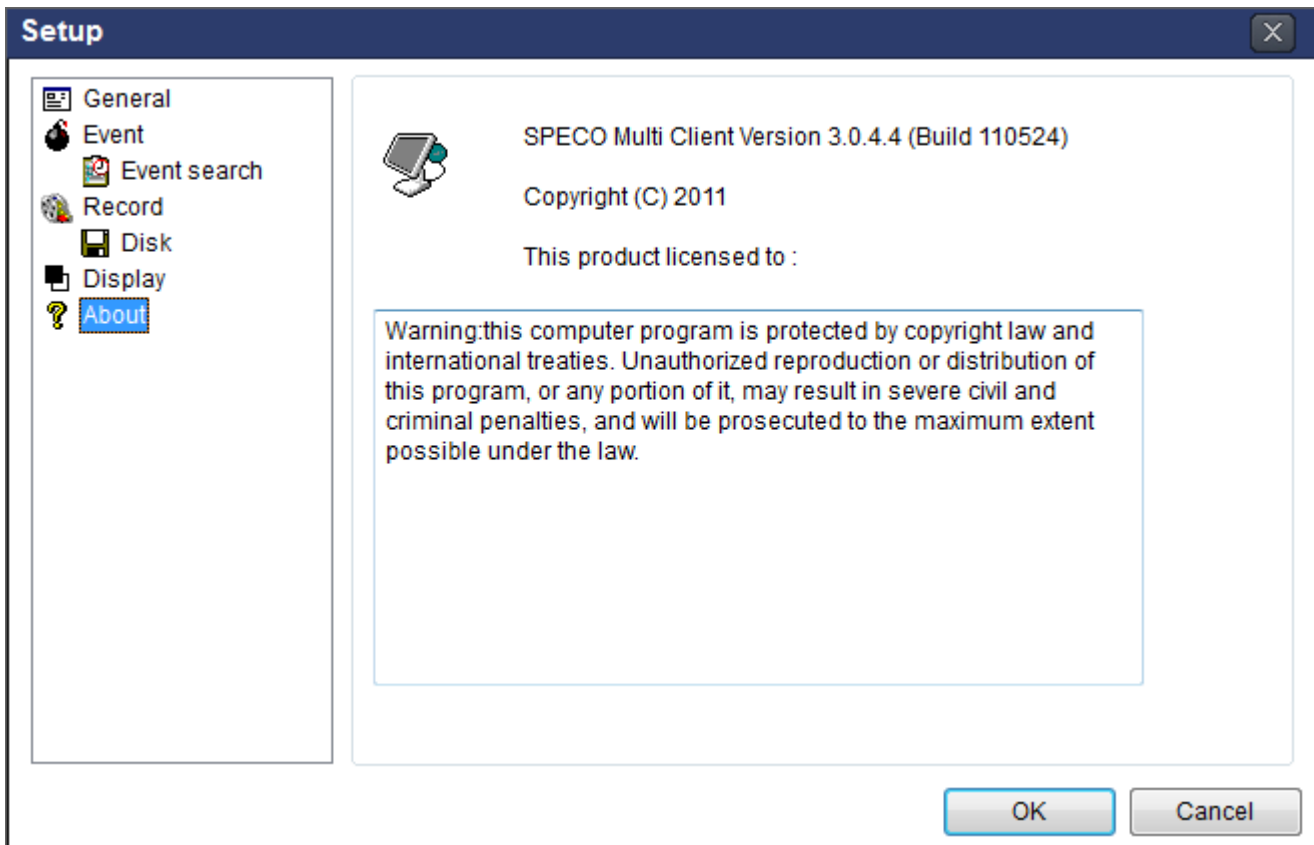 Setup
General
Event
Event search
Record
Disk
Display
About
SPECO Multi Client Version 3.0.4.4 (Build 110524)
Copyright (C) 2011
This product licensed to :
Warning:this computer program is protected by copyright law and
international treaties. Unauthorized reproduction or distribution of
this program, or any portion of it, may result in severe civil and
criminal penalties, and will be prosecuted to the maximum extent
possible under the law.
OK
Cancel